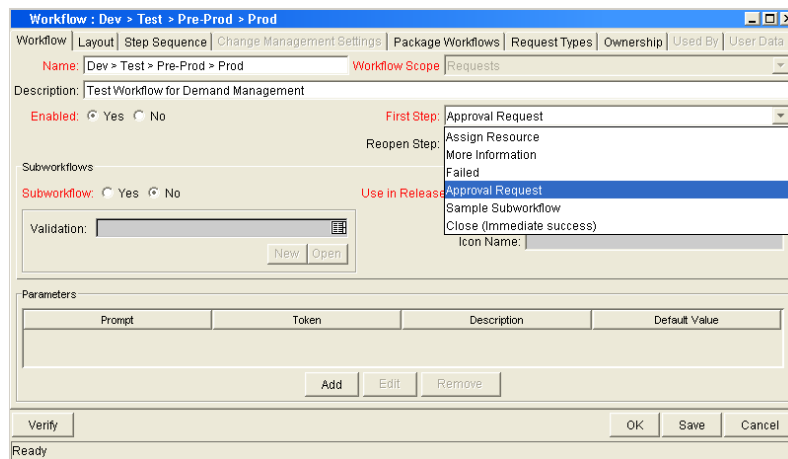 Workflow : Dev > Test > Pre-Prod > Prod
Workflow Layout Step Sequence Change Management Settings Package Workflows Request Types Ownership Used By User Data
Name: Dev > Test > Pre-Prod > Prod Workflow Scope Requests
Description: Test Workflow for Demand Management
Enabled: Yes No First Step: Approval Request
Reopen Step: Assign Resource
More Information
Subworkflows Failed
Subworkflow: Yes No Use in Release Approval Request
Sample Subworkflow
Validation: Close (Immediate success)
Icon Name:
New Open
Parameters
Prompt Token Description Default Value
Add Edit Remove
Verify OK Save Cancel
Ready